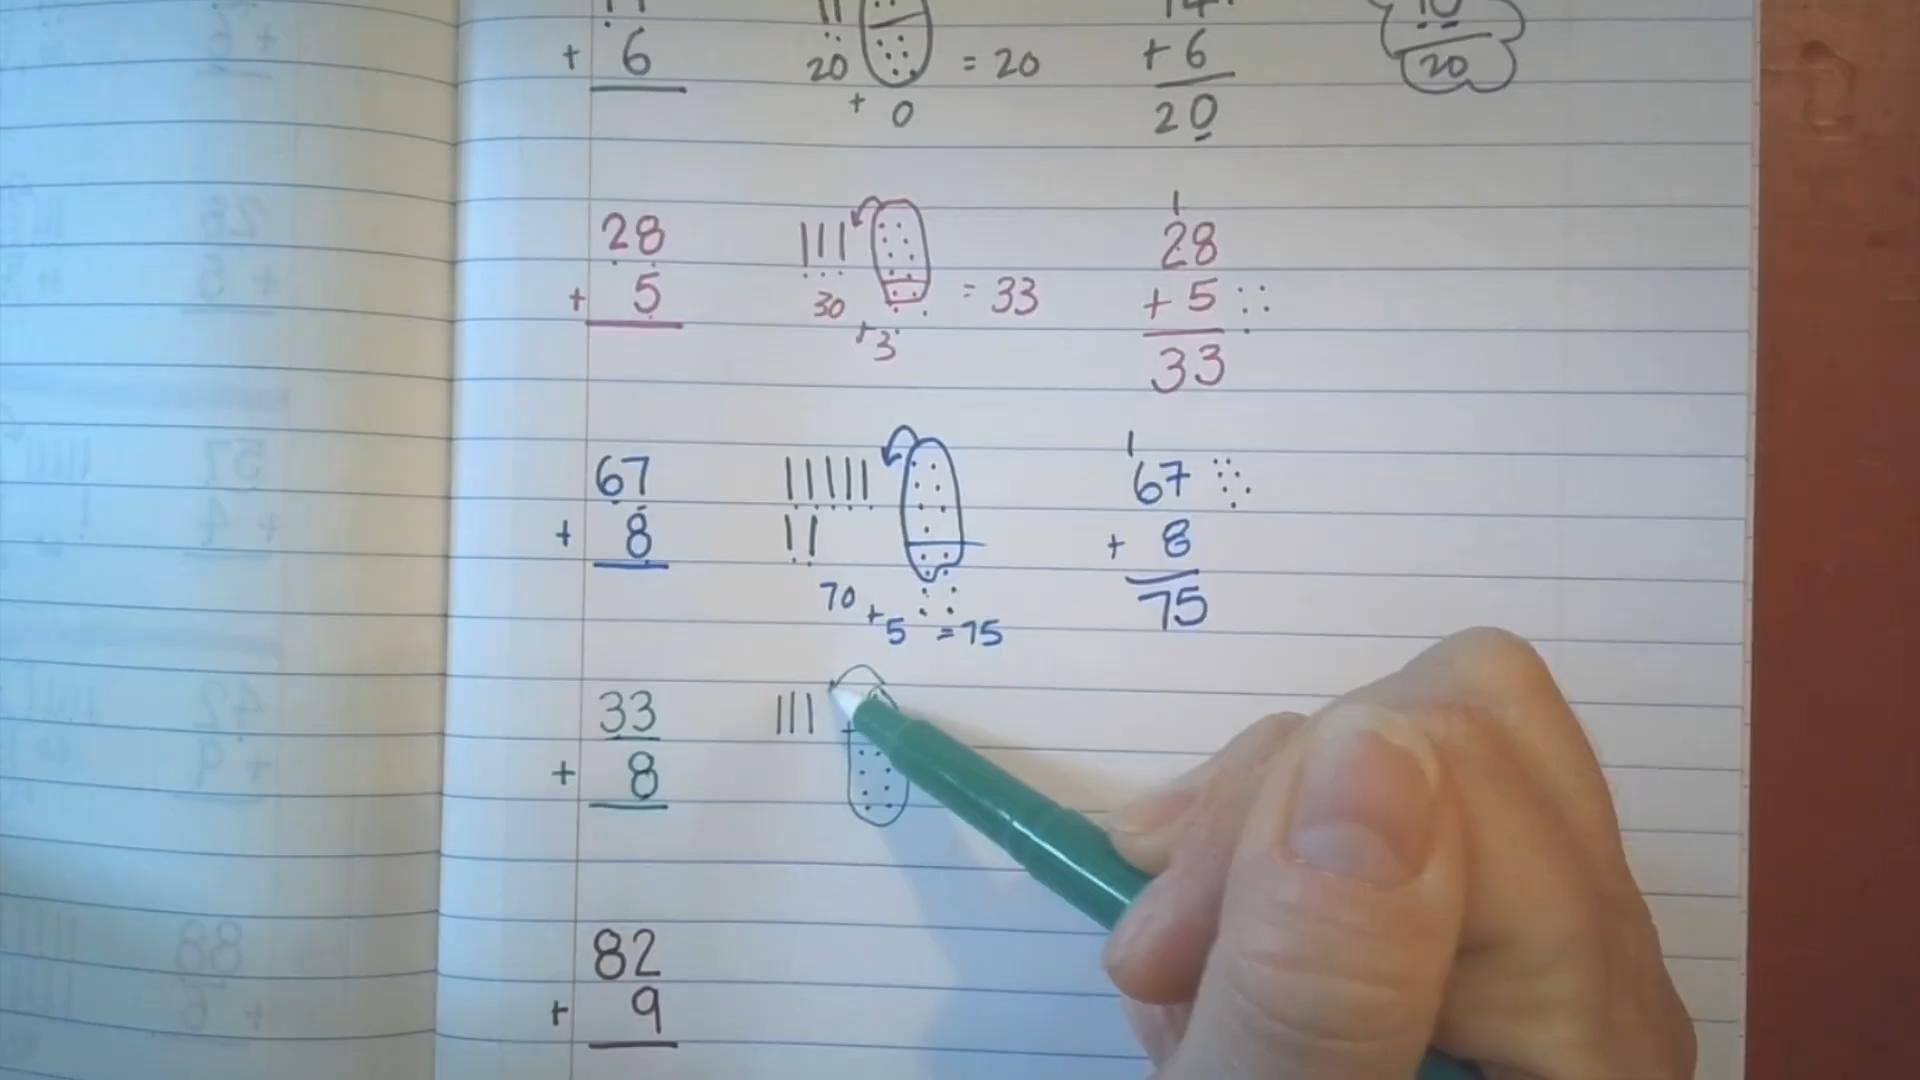 + 6 20 = 20 + 6 10
+ 0 20 20
1
28 28
+ 5 30 +3 = 33 + 5
33
1
67 67
+ 8 + 8
70 +5 = 75 75
33
+ 8
82
+ 9